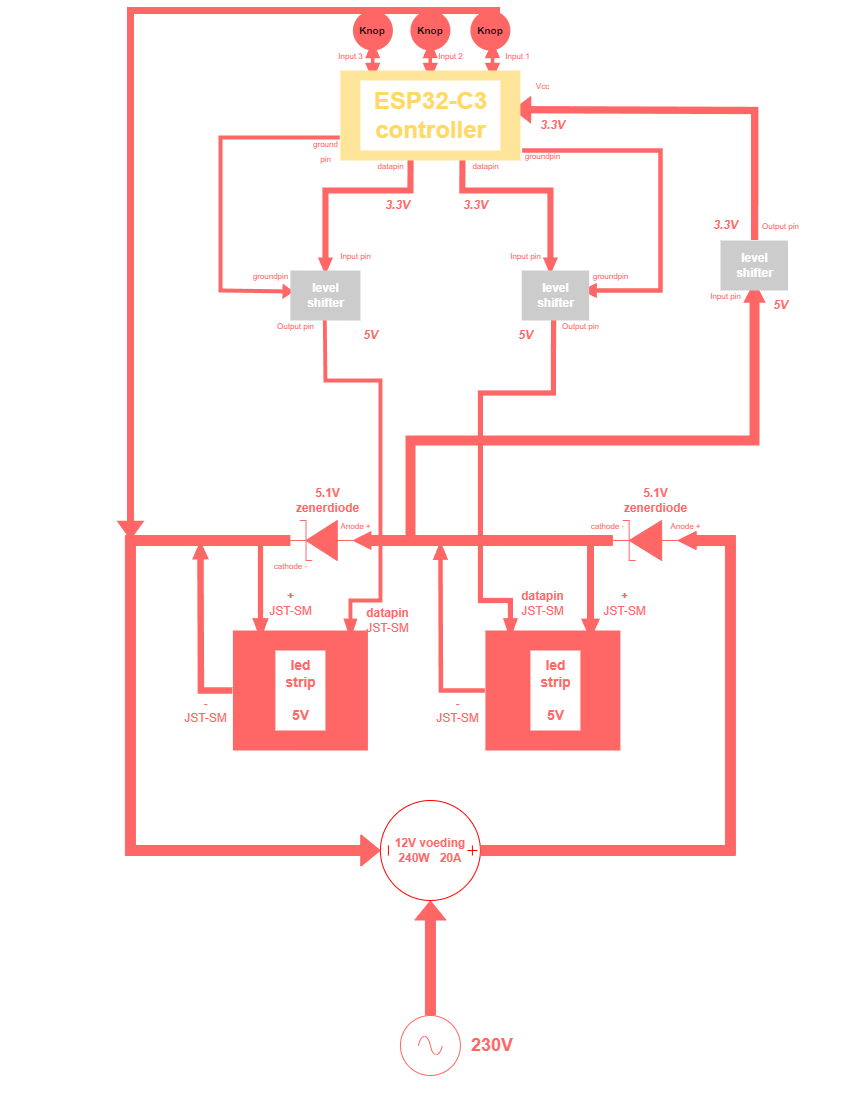 Knop
Knop
Knop
Input 3
Input 2
Input 1
ESP32-C3
controller
Vcc
3.3V
ground
pin
datapin
datapin
groundpin
3.3V
3.3V
3.3V
Output pin
level
shifter
Input pin
5V
Input pin
groundpin
level
shifter
Output pin
5V
Input pin
groundpin
level
shifter
5V
Output pin
5.1V
zenerdiode
Anode +
cathode -
5.1V
zenerdiode
cathode -
Anode +
+
JST-SM
datapin
JST-SM
datapin
JST-SM
+
JST-SM
led
strip
5V
-
JST-SM
led
strip
5V
-
JST-SM
12V voeding
240W 20A
+
230V